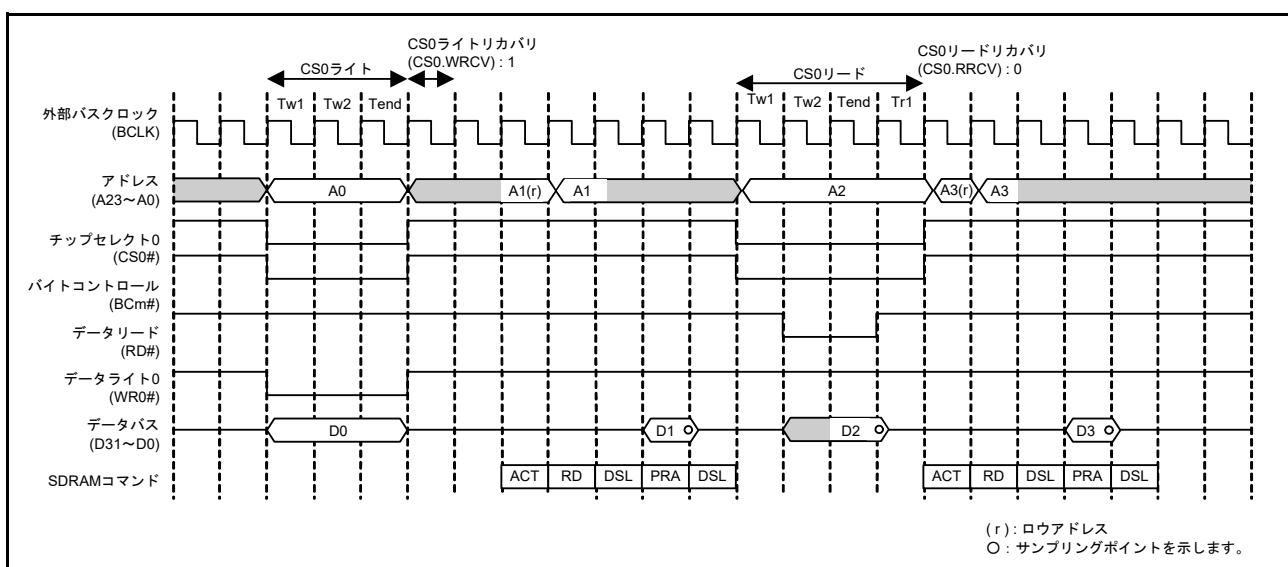 CS0ライトリカバリ
(CS0.WRCV) : 1
CS0リードリカバリ
(CS0.RRCV) : 0
CS0ライト
CS0リード
Tw1 Tw2 Tend
Tw1 Tw2 Tend Tr1
外部バスクロック
(BCLK)
アドレス
(A23～A0)
A0 A1(r) A1 A2 A3(r) A3
チップセレクト0
(CS0#)
バイトコントロール
(BCm#)
データリード
(RD#)
データライト0
(WR0#)
データバス
(D31～D0)
D0 D1 D2 D3
SDRAMコマンド
ACT RD DSL PRA DSL
ACT RD DSL PRA DSL
( r ) : ロウアドレス
○ : サンプリングポイントを示します。